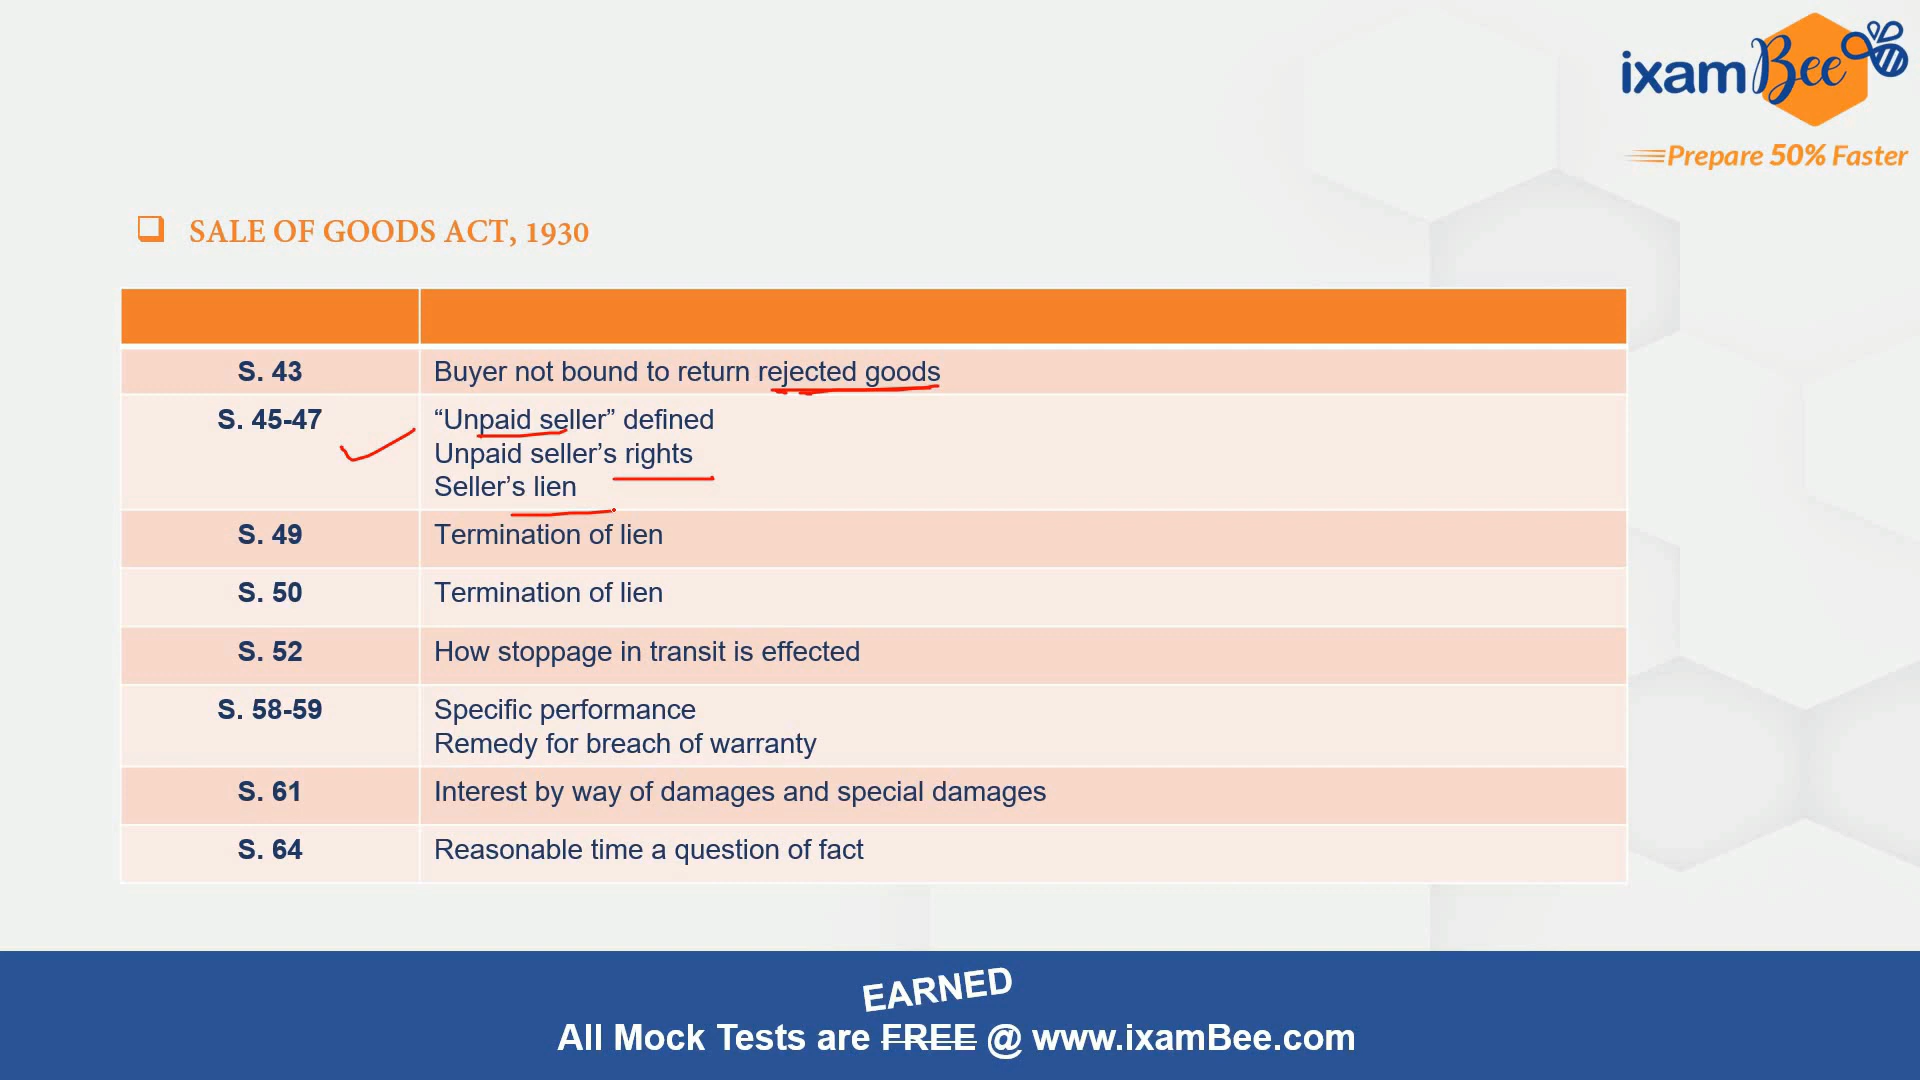 ixamBee
Prepare 50% Faster
SALE OF GOODS ACT, 1930
S. 43 Buyer not bound to return rejected goods
S. 45-47 “Unpaid seller” defined
Unpaid seller’s rights
Seller’s lien
S. 49 Termination of lien
S. 50 Termination of lien
S. 52 How stoppage in transit is effected
S. 58-59 Specific performance
Remedy for breach of warranty
S. 61 Interest by way of damages and special damages
S. 64 Reasonable time a question of fact
EARNED
All Mock Tests are FREE @ www.ixamBee.com